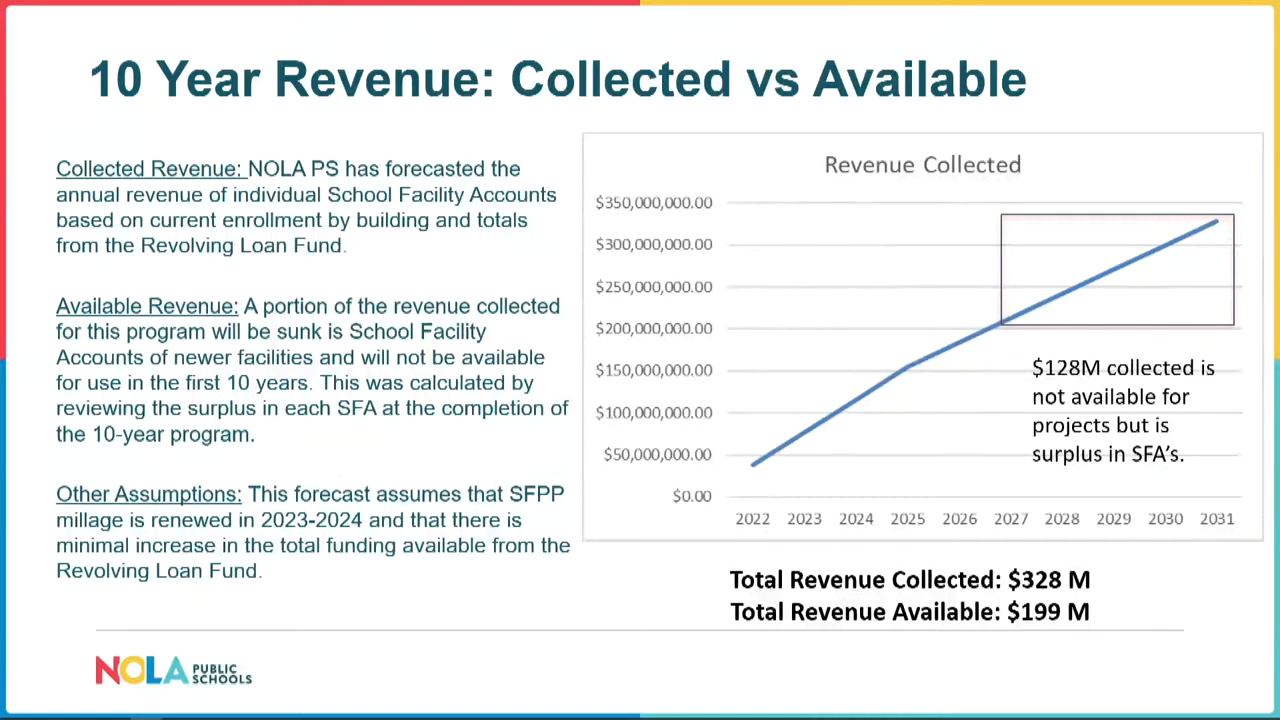 10 Year Revenue: Collected vs Available
Collected Revenue: NOLA PS has forecasted the
annual revenue of individual School Facility Accounts
based on current enrollment by building and totals
from the Revolving Loan Fund.
Available Revenue: A portion of the revenue collected
for this program will be sunk is School Facility
Accounts of newer facilities and will not be available
for use in the first 10 years. This was calculated by
reviewing the surplus in each SFA at the completion of
the 10-year program.
Other Assumptions: This forecast assumes that SFPP
millage is renewed in 2023-2024 and that there is
minimal increase in the total funding available from the
Revolving Loan Fund.
Revenue Collected
$350,000,000.00
$300,000,000.00
$250,000,000.00
$200,000,000.00
$150,000,000.00
$100,000,000.00
$50,000,000.00
$0.00
2022 2023 2024 2025 2026 2027 2028 2029 2030 2031
$128M collected is
not available for
projects but is
surplus in SFA's.
Total Revenue Collected: $328 M
Total Revenue Available: $199 M
NOLA PUBLIC
SCHOOLS